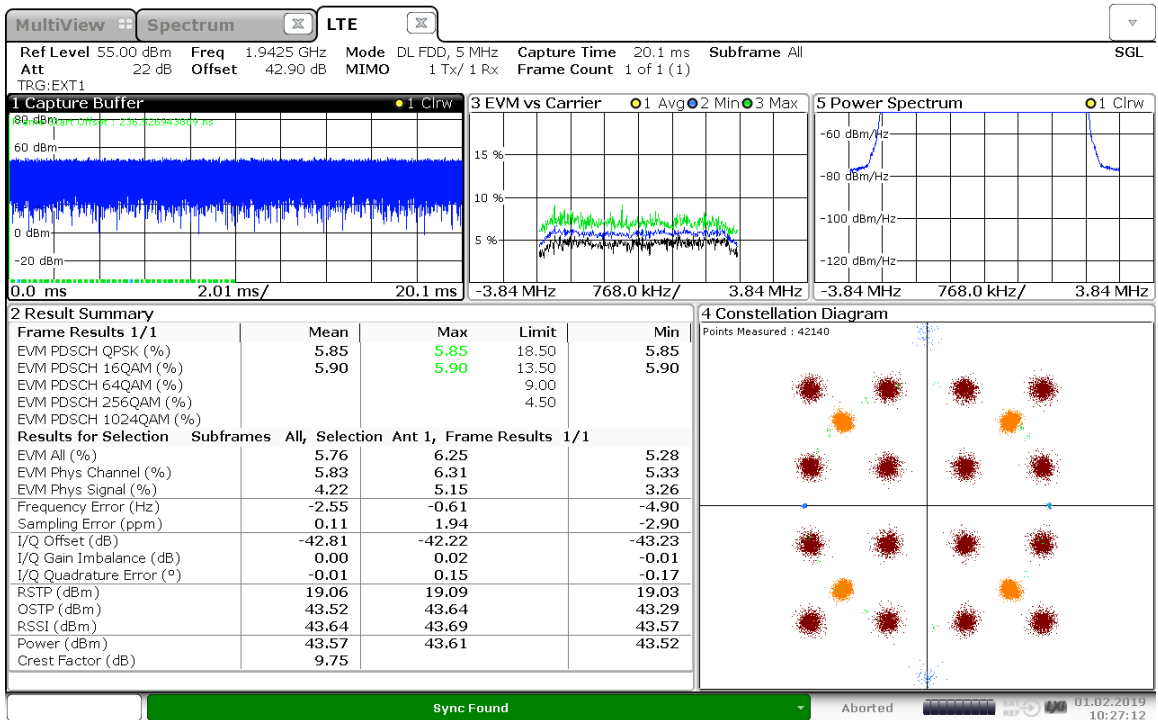 MultiView Spectrum LTE
Ref Level 55.00 dBm Freq 1.9425 GHz Mode DL FDD, 5 MHz Capture Time 20.1 ms Subframe All SGL
Att 22 dB Offset 42.90 dB MIMO 1 Tx/ 1 Rx Frame Count 1 of 1 (1)
TRG:EXT1
1 Capture Buffer 1 Clrw
80 dBm
Frame Start Offset : 236.526943809 ns
60 dBm
0 dBm
-20 dBm
0.0 ms 2.01 ms/ 20.1 ms
3 EVM vs Carrier 1 Avg 2 Min 3 Max
15 %
10 %
5 %
-3.84 MHz 768.0 kHz/ 3.84 MHz
5 Power Spectrum 1 Clrw
-60 dBm/Hz
-80 dBm/Hz
-100 dBm/Hz
-120 dBm/Hz
-3.84 MHz 768.0 kHz/ 3.84 MHz
2 Result Summary
Frame Results 1/1 Mean Max Limit Min
EVM PDSCH QPSK (%) 5.85 5.85 18.50 5.85
EVM PDSCH 16QAM (%) 5.90 5.90 13.50 5.90
EVM PDSCH 64QAM (%) 9.00
EVM PDSCH 256QAM (%) 4.50
EVM PDSCH 1024QAM (%)
Results for Selection Subframes All, Selection Ant 1, Frame Results 1/1
EVM All (%) 5.76 6.25 5.28
EVM Phys Channel (%) 5.83 6.31 5.33
EVM Phys Signal (%) 4.22 5.15 3.26
Frequency Error (Hz) -2.55 -0.61 -4.90
Sampling Error (ppm) 0.11 1.94 -2.90
I/Q Offset (dB) -42.81 -42.22 -43.23
I/Q Gain Imbalance (dB) 0.00 0.02 -0.01
I/Q Quadrature Error (°) -0.01 0.15 -0.17
RSTP (dBm) 19.06 19.09 19.03
OSTP (dBm) 43.52 43.64 43.29
RSSI (dBm) 43.64 43.69 43.57
Power (dBm) 43.57 43.61 43.52
Crest Factor (dB) 9.75
4 Constellation Diagram
Points Measured : 42140
Sync Found
Aborted
EXT
REF
LXI
01.02.2019
10:27:12